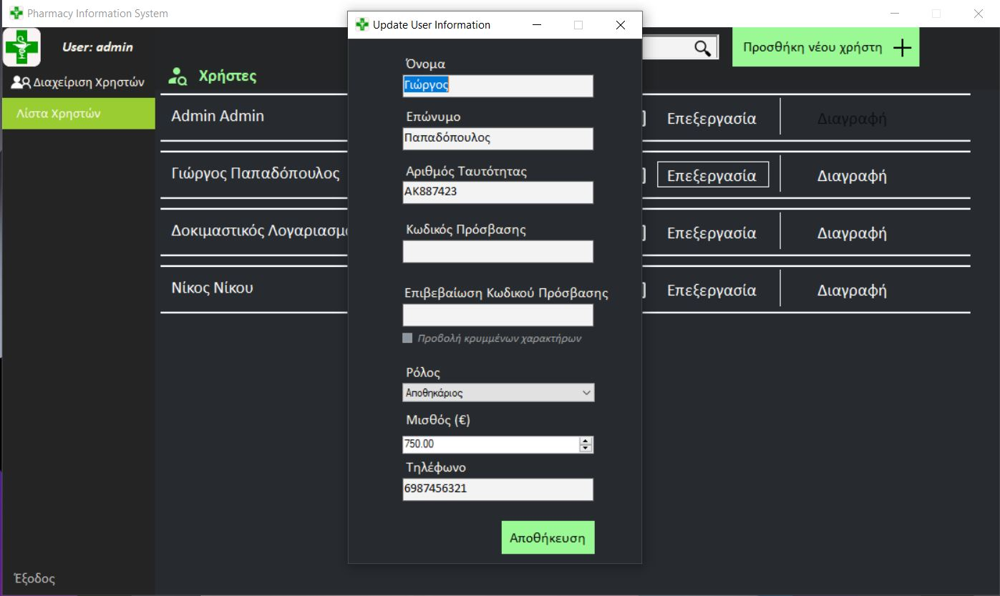 Pharmacy Information System
User: admin
Διαχείριση Χρηστών
Λίστα Χρηστών
Έξοδος
Προσθήκη νέου χρήστη
Χρήστες
Admin Admin
Επεξεργασία
Διαγραφή
Γιώργος Παπαδόπουλος
Επεξεργασία
Διαγραφή
Δοκιμαστικός
Επεξεργασία
Διαγραφή
Νίκος Νίκου
Επεξεργασία
Διαγραφή
Update User Information
Όνομα
Γιώργος
Επώνυμο
Παπαδόπουλος
Αριθμός Ταυτότητας
ΑΚ887423
Κωδικός Πρόσβασης
Επιβεβαίωση Κωδικού Πρόσβασης
Προβολή κρυμμένων χαρακτήρων
Ρόλος
Αποθηκάριος
Μισθός (€)
750.00
Τηλέφωνο
6987456321
Αποθήκευση